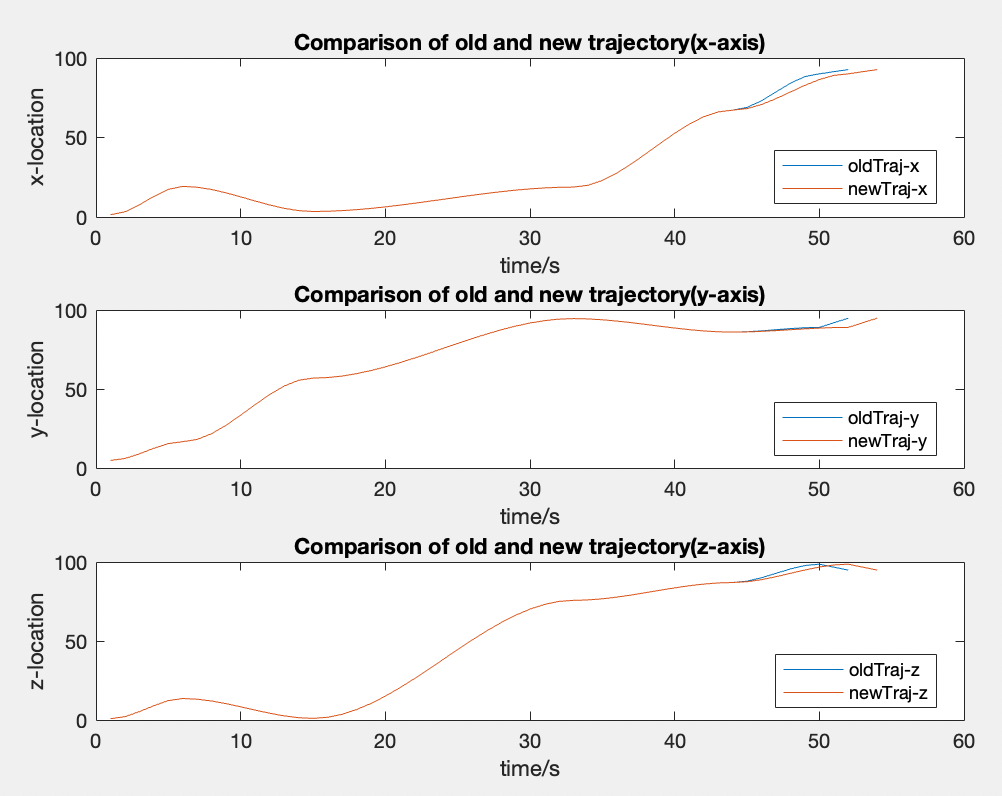 Comparison of old and new trajectory(x-axis)
100
50
0
x-location
oldTraj-x
newTraj-x
0 10 20 30 40 50 60
time/s
Comparison of old and new trajectory(y-axis)
100
50
0
y-location
oldTraj-y
newTraj-y
0 10 20 30 40 50 60
time/s
Comparison of old and new trajectory(z-axis)
100
50
0
z-location
oldTraj-z
newTraj-z
0 10 20 30 40 50 60
time/s